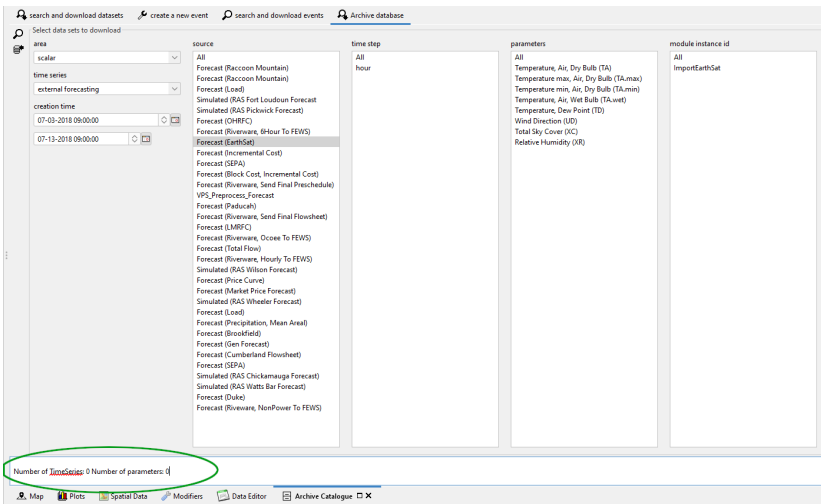 search and download datasets create a new event search and download events Archive database
Select data sets to download
area
scalar
time series
external forecasting
creation time
07-03-2018 09:00:00
07-13-2018 09:00:00
source
All
Forecast (Raccoon Mountain)
Forecast (Raccoon Mountain)
Forecast (Load)
Simulated (RAS Fort Loudoun Forecast
Simulated (RAS Pickwick Forecast)
Forecast (OHRFC)
Forecast (Riverware, 6Hour To FEWS)
Forecast (EarthSat)
Forecast (Incremental Cost)
Forecast (SEPA)
Forecast (Block Cost, Incremental Cost)
Forecast (Riverware, Send Final Preschedule)
VPS_Preprocess_Forecast
Forecast (Paducah)
Forecast (Riverware, Send Final Flowsheet)
Forecast (LMRFC)
Forecast (Riverware, Ocoee To FEWS)
Forecast (Total Flow)
Forecast (Riverware, Hourly To FEWS)
Simulated (RAS Wilson Forecast)
Forecast (Price Curve)
Forecast (Market Price Forecast)
Simulated (RAS Wheeler Forecast)
Forecast (Load)
Forecast (Precipitation, Mean Areal)
Forecast (Brookfield)
Forecast (Gen Forecast)
Forecast (Cumberland Flowsheet)
Forecast (SEPA)
Simulated (RAS Chickamauga Forecast)
Simulated (RAS Watts Bar Forecast)
Forecast (Duke)
Forecast (Riveware, NonPower To FEWS)
time step
All
hour
parameters
All
Temperature, Air, Dry Bulb (TA)
Temperature max, Air, Dry Bulb (TA.max)
Temperature min, Air, Dry Bulb (TA.min)
Temperature, Air, Wet Bulb (TA.wet)
Temperature, Dew Point (TD)
Wind Direction (UD)
Total Sky Cover (XC)
Relative Humidity (XR)
module instance id
All
ImportEarthSat
Number of TimeSeries: 0 Number of parameters: 0
Map Plots Spatial Data Modifiers Data Editor Archive Catalogue